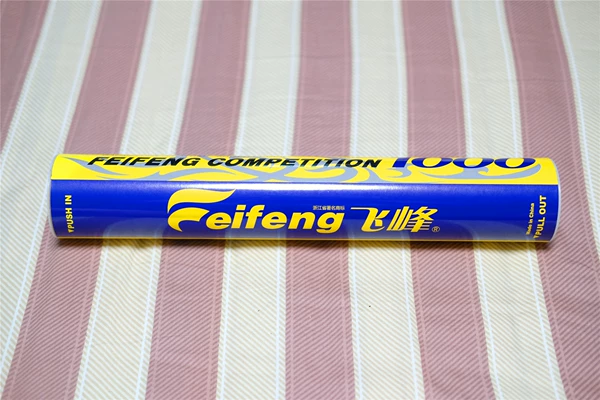 FEIFENG COMPETITION 1000
▼PUSH IN
浙江省著名商标
Feifeng 飞峰®
Made in China
▼PULL OUT